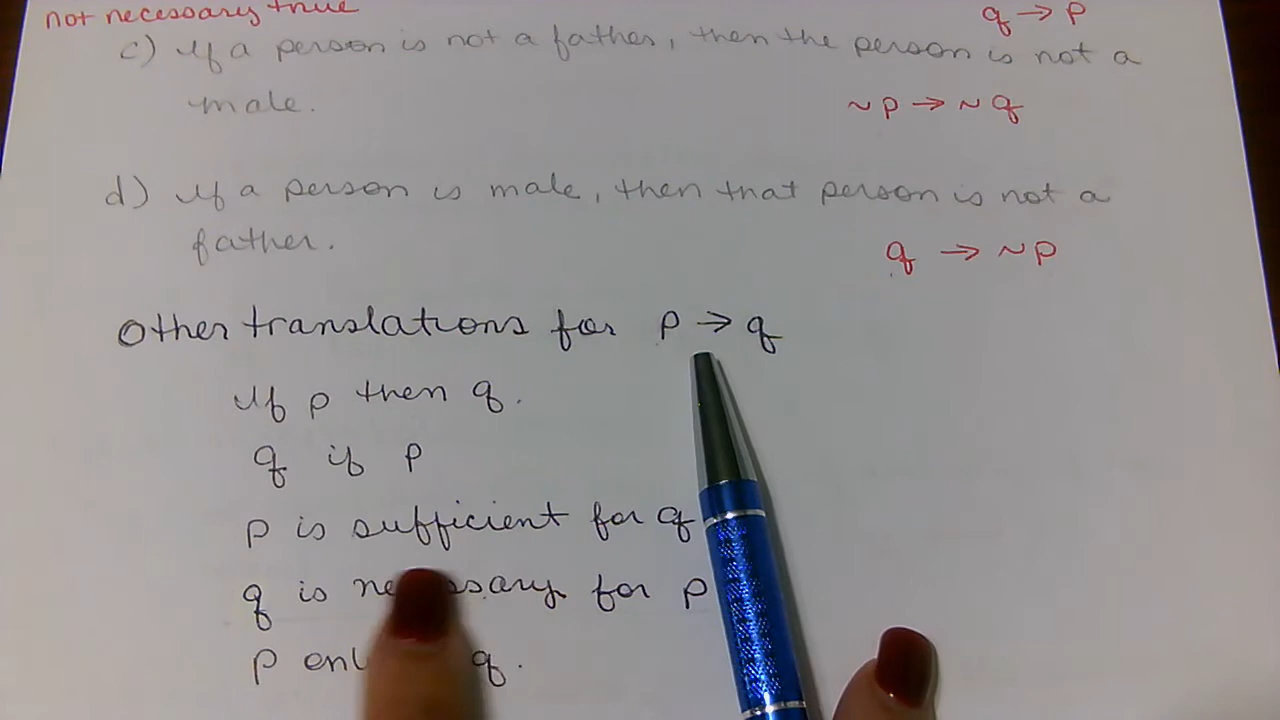 not necessary true
q → p
c) If a person is not a father, then the person is not a
male.
~p → ~q
d) If a person is male, then that person is not a
father.
q → ~p
Other translations for p → q
If p then q.
q if p
p is sufficient for q
q is necessary for p
p q.